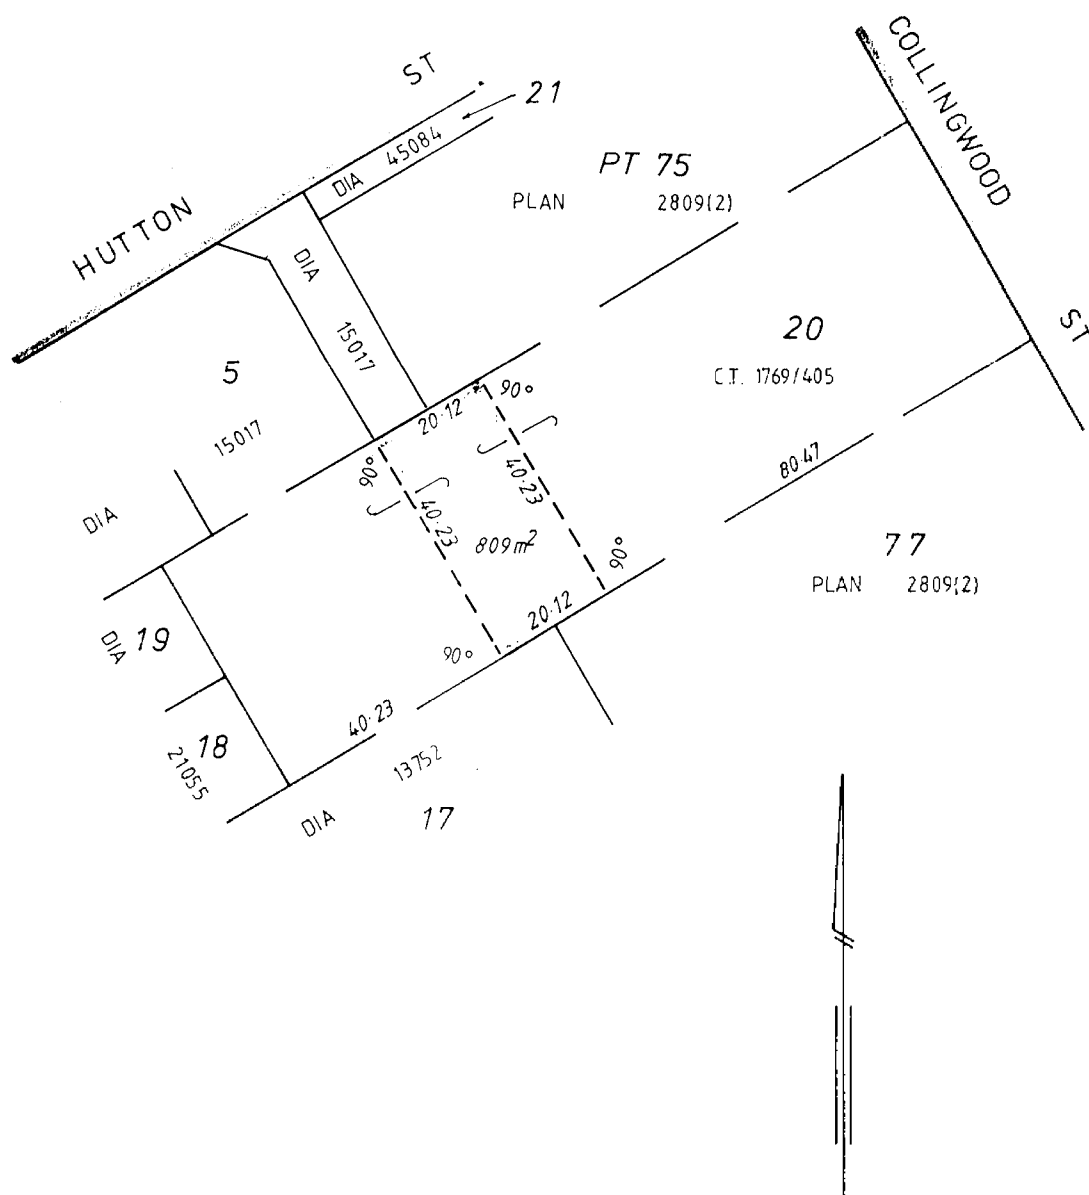 HUTTON ST
COLLINGWOOD ST
21
DIA 45084
PT 75
PLAN 2809(2)
DIA 15017
20
C.T. 1769/405
5
15017
DIA
20·12
90°
90°
40·23
40·23
80·47
809m²
77
PLAN 2809(2)
90°
20·12
90°
19
DIA
18
21055
40·23
13752
DIA
17